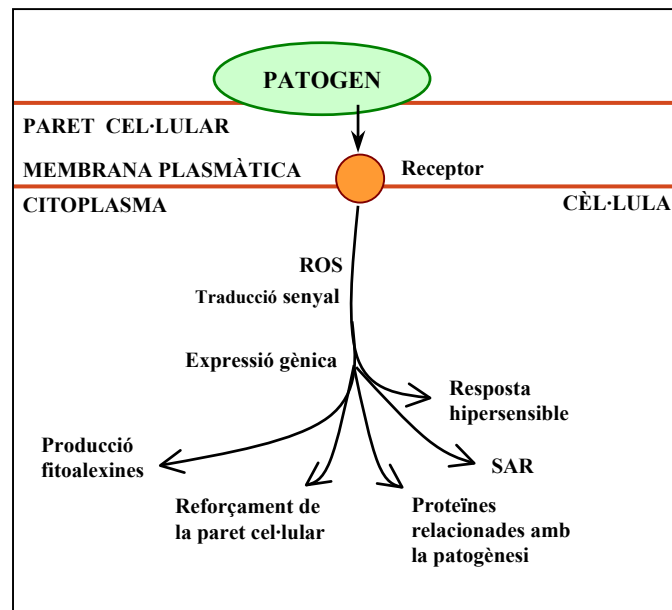 PATOGEN
PARET CEL·LULAR
MEMBRANA PLASMÀTICA
Receptor
CITOPLASMA
CÈL·LULA
ROS
Traducció senyal
Expressió gènica
Resposta
hipersensible
Producció
fitoalexines
SAR
Reforçament de
la paret cel·lular
Proteïnes
relacionades amb
la patogènesi